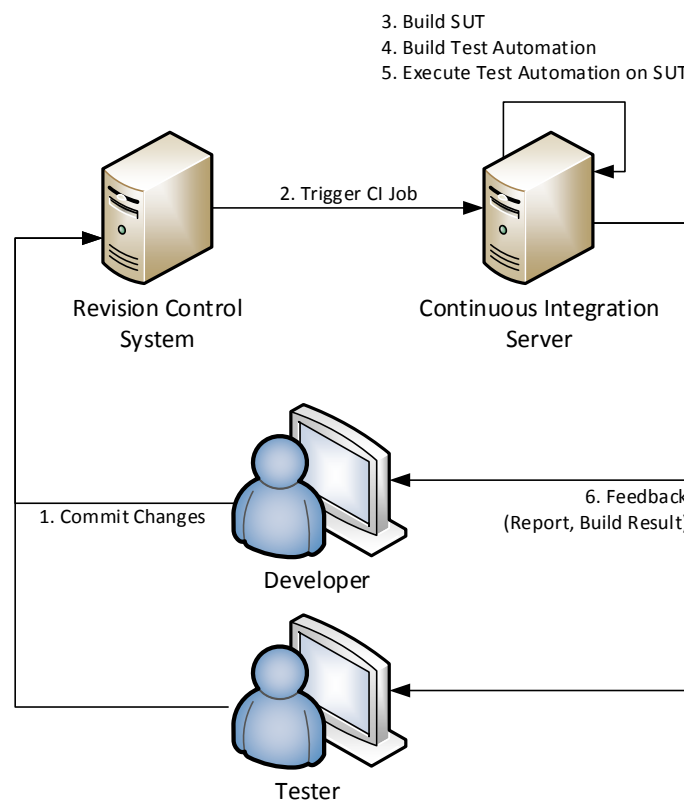 3. Build SUT
4. Build Test Automation
5. Execute Test Automation on SUT
2. Trigger CI Job
Revision Control
System
Continuous Integration
Server
1. Commit Changes
6. Feedback
(Report, Build Result)
Developer
Tester